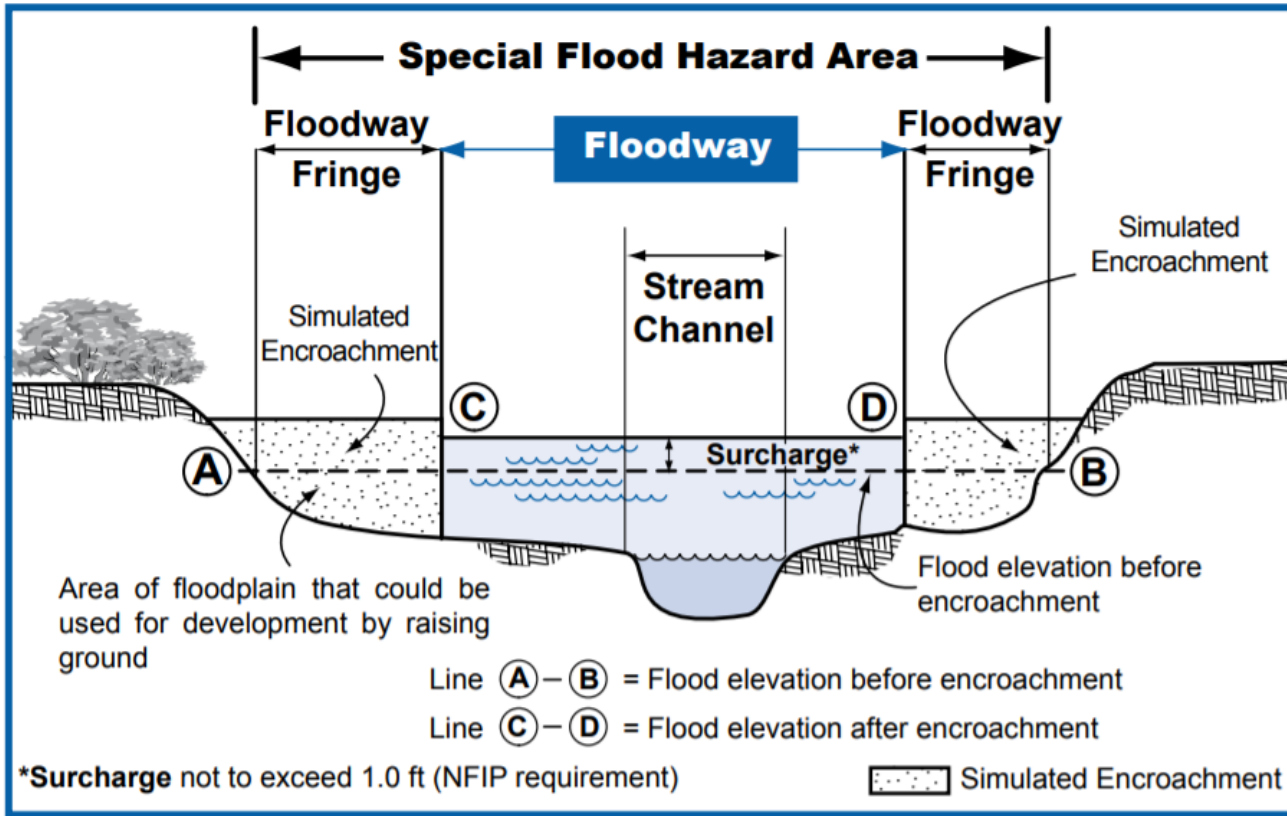 Special Flood Hazard Area
Floodway
Fringe
Floodway
Floodway
Fringe
Simulated
Encroachment
Stream
Channel
Simulated
Encroachment
C
D
Surcharge*
A
B
Area of floodplain that could be
used for development by raising
ground
Flood elevation before
encroachment
Line A – B = Flood elevation before encroachment
Line C – D = Flood elevation after encroachment
*Surcharge not to exceed 1.0 ft (NFIP requirement)
Simulated Encroachment